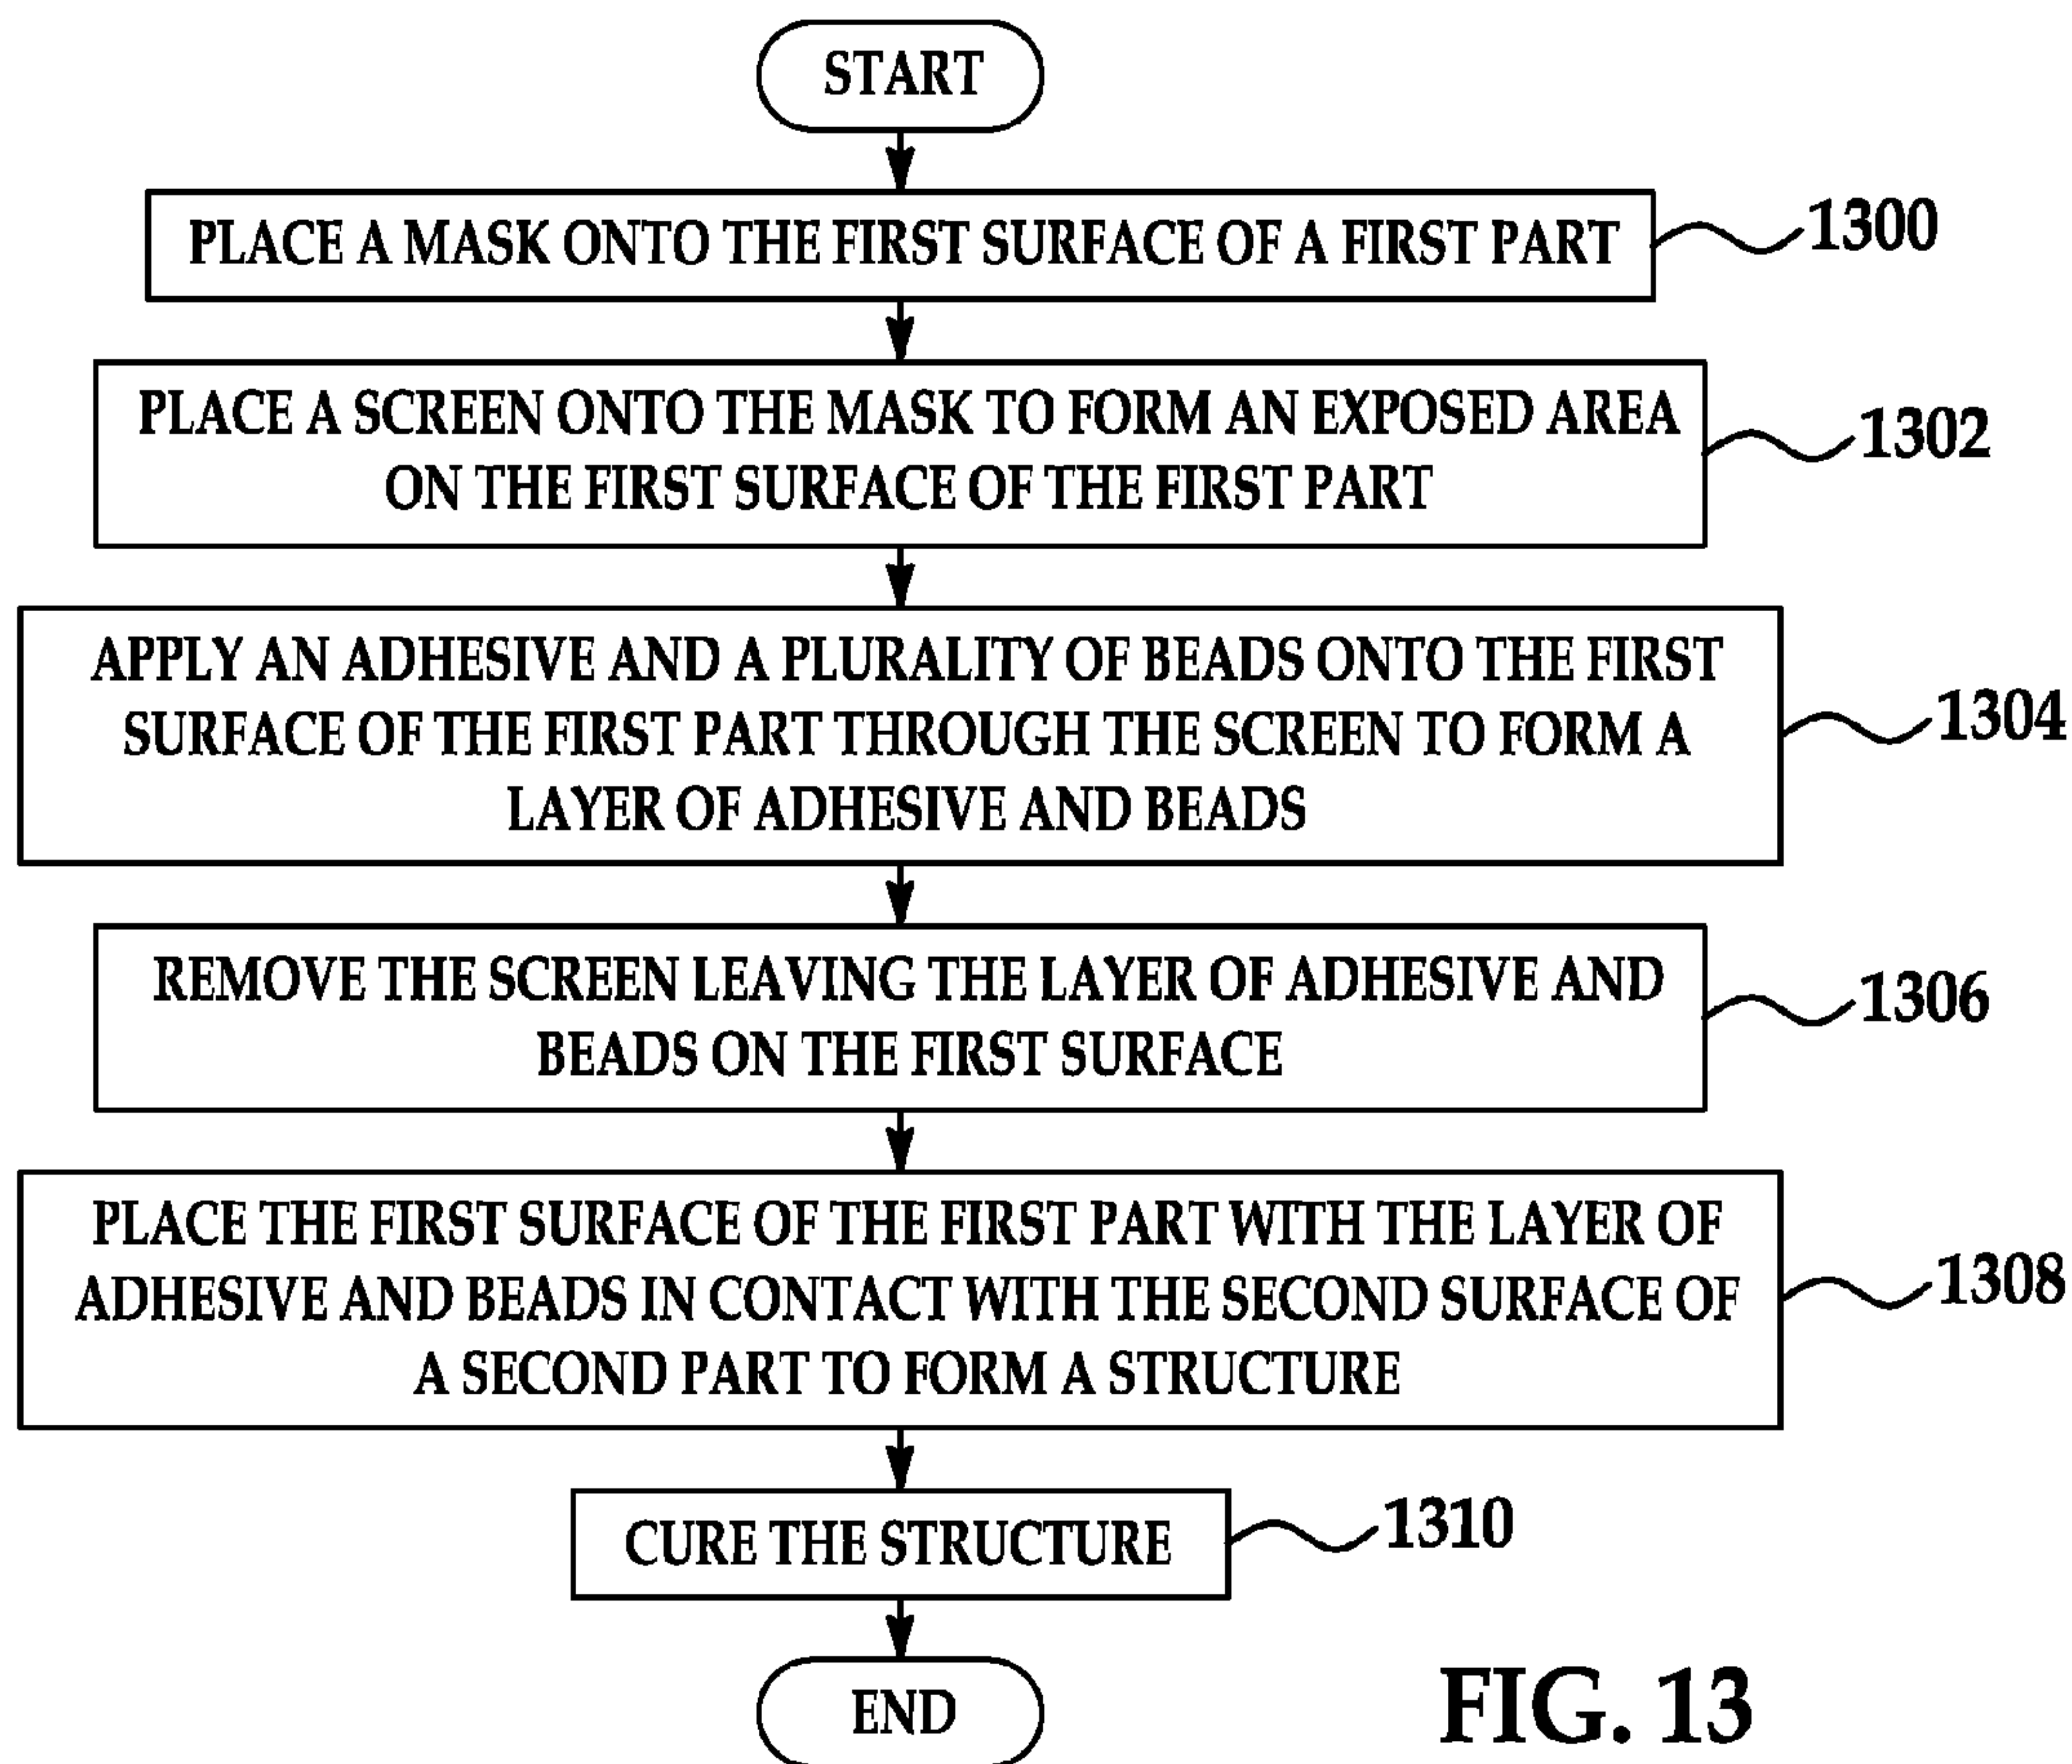 START
PLACE A MASK ONTO THE FIRST SURFACE OF A FIRST PART
1300
PLACE A SCREEN ONTO THE MASK TO FORM AN EXPOSED AREA
ON THE FIRST SURFACE OF THE FIRST PART
1302
APPLY AN ADHESIVE AND A PLURALITY OF BEADS ONTO THE FIRST
SURFACE OF THE FIRST PART THROUGH THE SCREEN TO FORM A
LAYER OF ADHESIVE AND BEADS
1304
REMOVE THE SCREEN LEAVING THE LAYER OF ADHESIVE AND
BEADS ON THE FIRST SURFACE
1306
PLACE THE FIRST SURFACE OF THE FIRST PART WITH THE LAYER OF
ADHESIVE AND BEADS IN CONTACT WITH THE SECOND SURFACE OF
A SECOND PART TO FORM A STRUCTURE
1308
CURE THE STRUCTURE
1310
END
FIG. 13